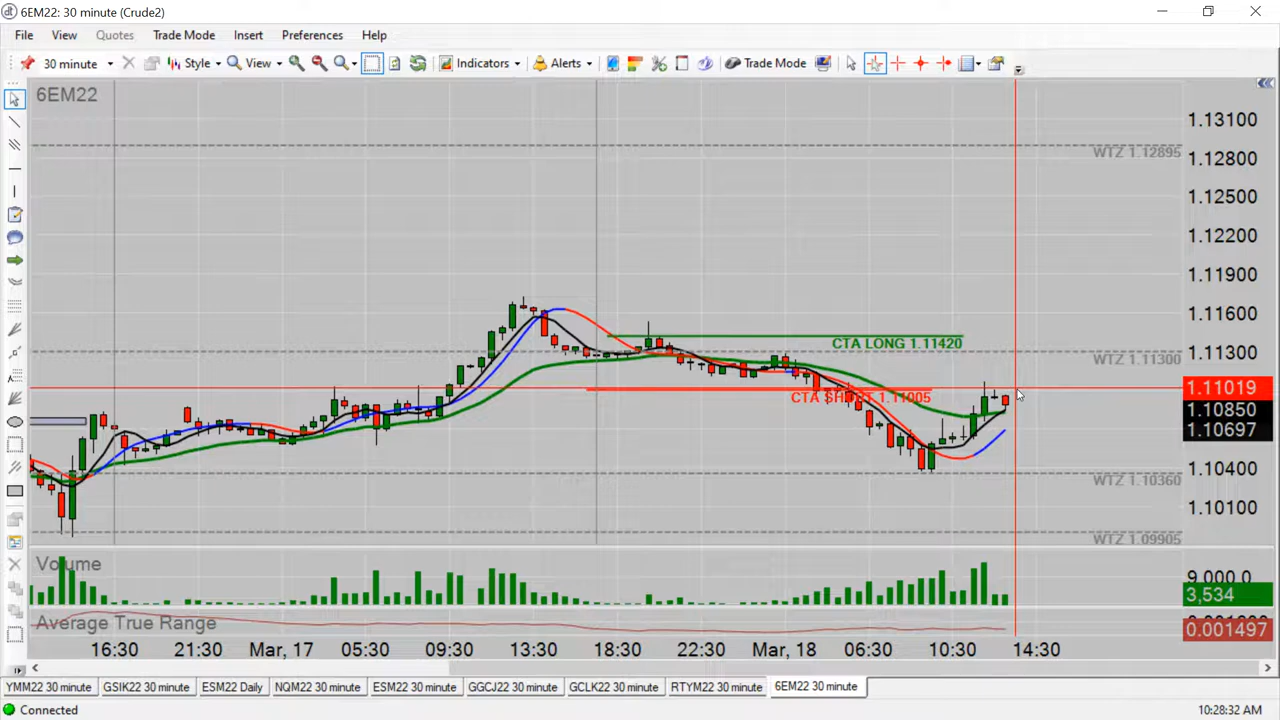 dt 6EM22: 30 minute (Crude2)
File View Quotes Trade Mode Insert Preferences Help
30 minute Style View Indicators Alerts Trade Mode
6EM22
1.13100
WTZ 1.12895
1.12800
1.12500
1.12200
1.11900
1.11600
CTA LONG 1.11420
1.11300
WTZ 1.11300
1.11019
CTA SHORT 1.11005
1.10850
1.10697
1.10400
WTZ 1.10360
1.10100
WTZ 1.09905
Volume
9,000.0
3,534
Average True Range
0.001497
16:30 21:30 Mar, 17 05:30 09:30 13:30 18:30 22:30 Mar, 18 06:30 10:30 14:30
YMM22 30 minute GSIK22 30 minute ESM22 Daily NQM22 30 minute ESM22 30 minute GGCJ22 30 minute GCLK22 30 minute RTYM22 30 minute 6EM22 30 minute
Connected 10:28:32 AM